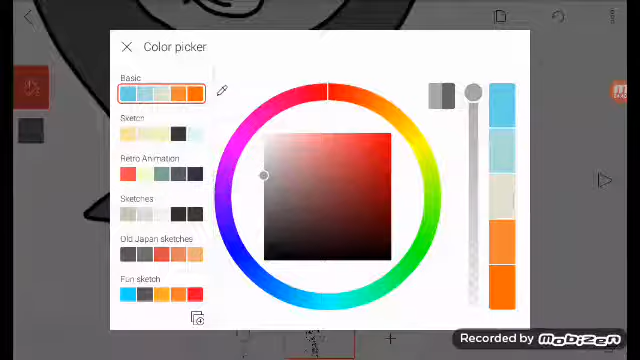 Color picker
Basic
Sketch
Retro Animation
Sketches
Old Japan sketches
Fun sketch
Recorded by MOBIZEN